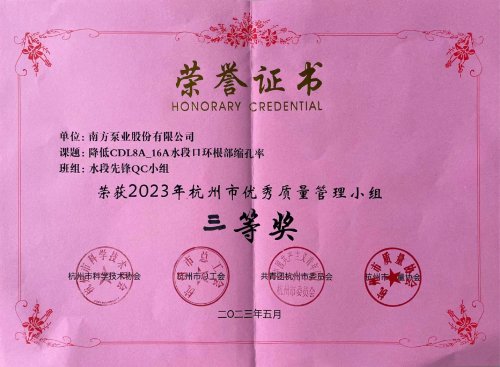 荣誉证书
HONORARY CREDENTIAL
单位: 南方泵业股份有限公司
课题: 降低CDL8A_16A水段口环根部缩孔率
班组: 水段先锋QC小组
荣获2023年杭州市优秀质量管理小组
三等奖
杭州市科学技术协会 杭州市总工会 共青团杭州市委员会 杭州市质量协会
二〇二三年五月